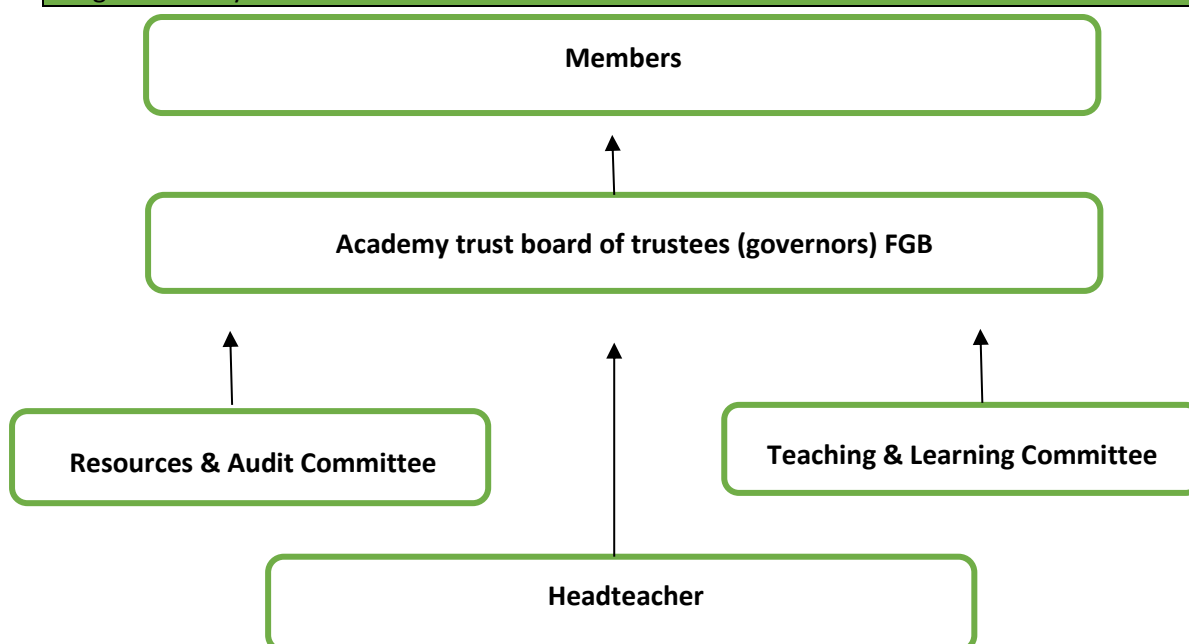 Members
Academy trust board of trustees (governors) FGB
Resources & Audit Committee
Teaching & Learning Committee
Headteacher